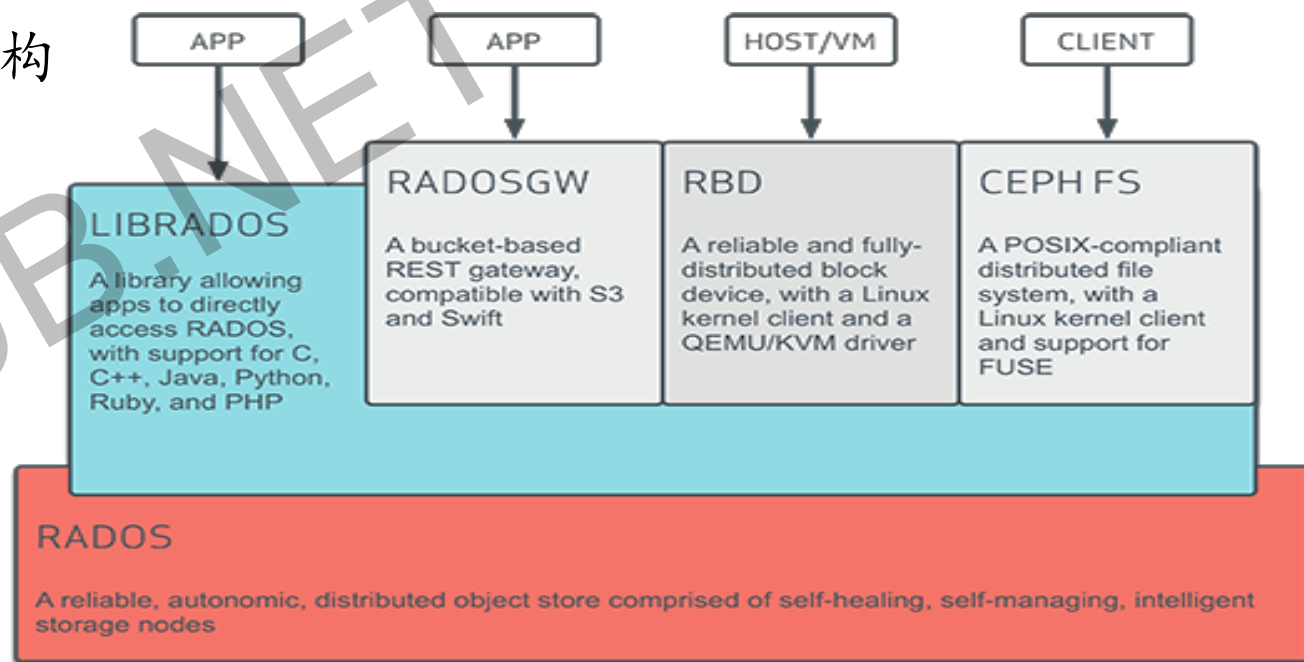 构
APP
APP
HOST/VM
CLIENT
LIBRADOS
A library allowing
apps to directly
access RADOS,
with support for C,
C++, Java, Python,
Ruby, and PHP
RADOSGW
A bucket-based
REST gateway,
compatible with S3
and Swift
RBD
A reliable and fully-
distributed block
device, with a Linux
kernel client and a
QEMU/KVM driver
CEPH FS
A POSIX-compliant
distributed file
system, with a
Linux kernel client
and support for
FUSE
RADOS
A reliable, autonomic, distributed object store comprised of self-healing, self-managing, intelligent
storage nodes
B.NET